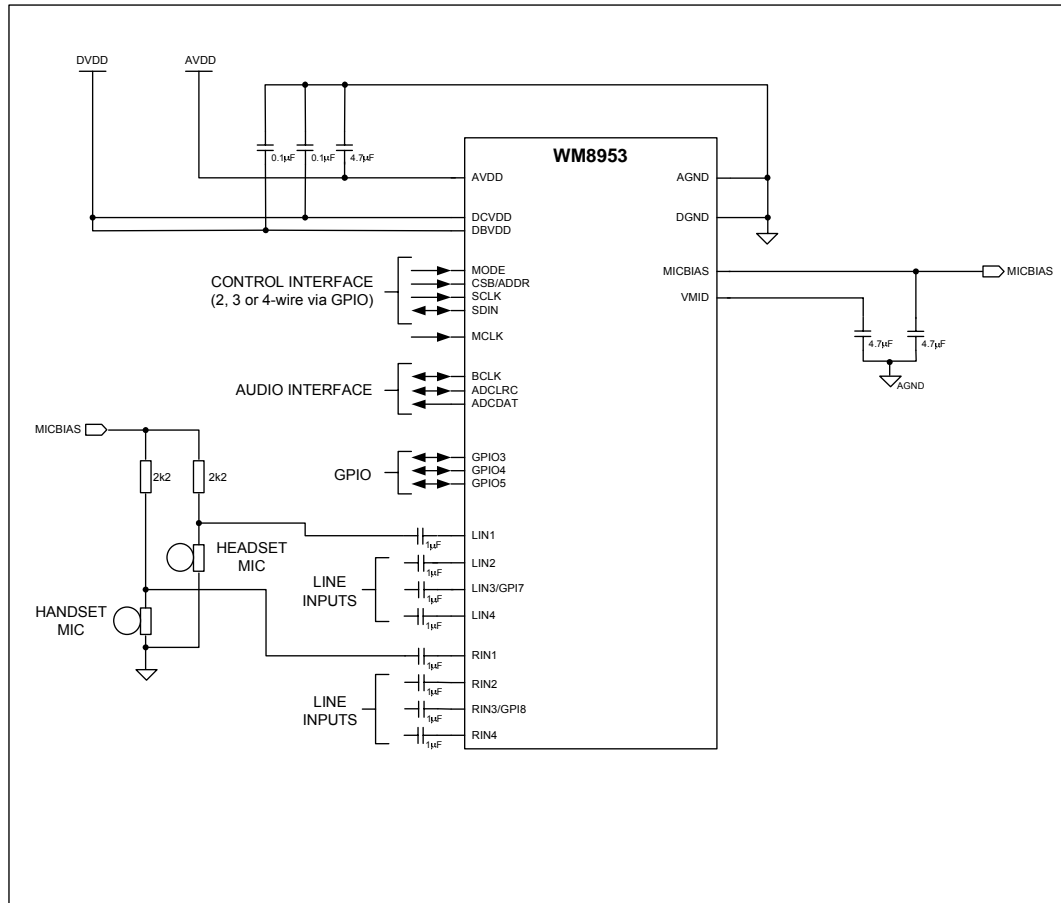 DVDD
AVDD
0.1µF
0.1µF
4.7µF
WM8953
AVDD
AGND
DCVDD
DGND
DBVDD
CONTROL INTERFACE
(2, 3 or 4-wire via GPIO)
MODE
CSB/ADDR
SCLK
SDIN
MICBIAS
MICBIAS
VMID
MCLK
4.7µF
4.7µF
AGND
AUDIO INTERFACE
BCLK
ADCLRC
ADCDAT
MICBIAS
2k2
2k2
GPIO
GPIO3
GPIO4
GPIO5
HEADSET
MIC
HANDSET
MIC
1µF
LIN1
LINE
INPUTS
1µF
LIN2
1µF
LIN3/GPI7
1µF
LIN4
1µF
RIN1
LINE
INPUTS
1µF
RIN2
1µF
RIN3/GPI8
1µF
RIN4